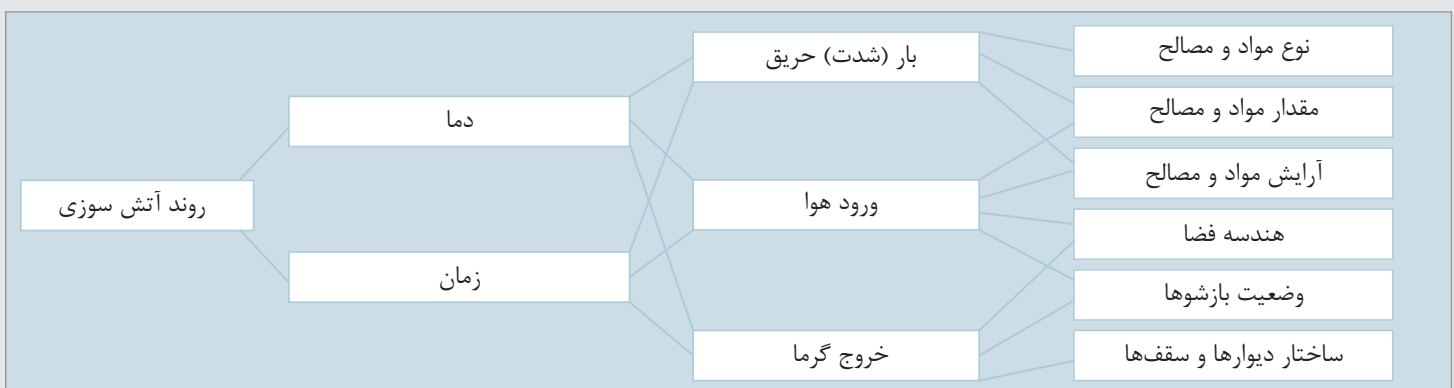 نوع مواد و مصالح
مقدار مواد و مصالح
آرایش مواد و مصالح
هندسه فضا
وضعیت بازشوها
ساختار دیوارها و سقف‌ها
بار (شدت) حریق
ورود هوا
خروج گرما
دما
زمان
روند آتش سوزی